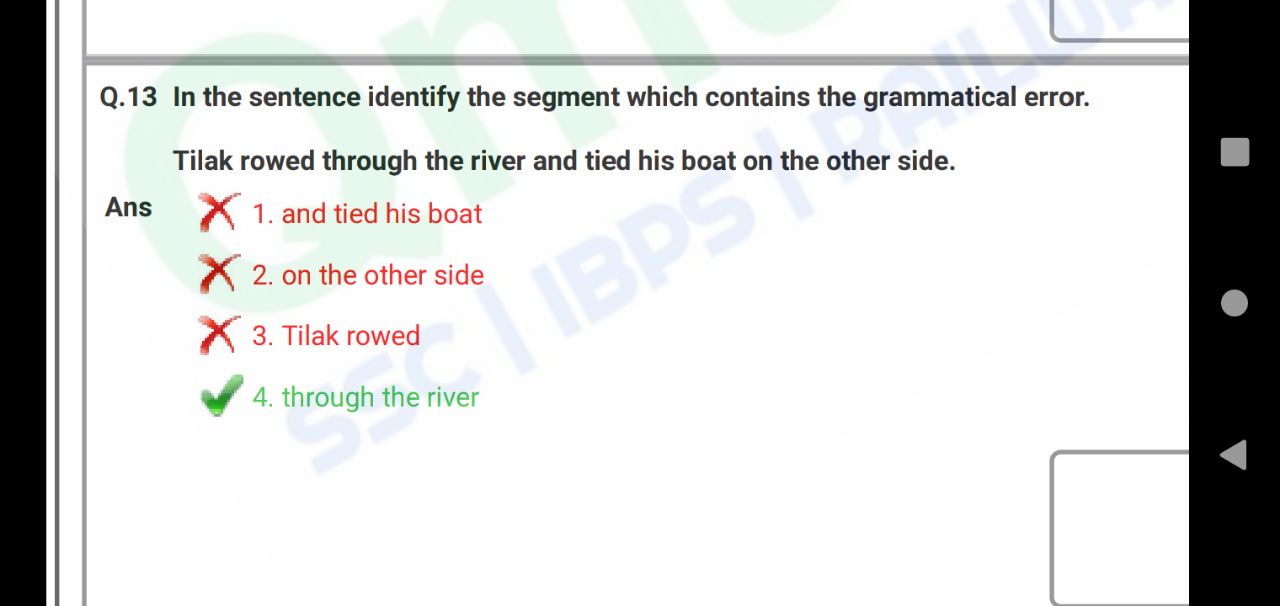 Q.13 In the sentence identify the segment which contains the grammatical error.
Tilak rowed through the river and tied his boat on the other side.
Ans
1. and tied his boat
2. on the other side
3. Tilak rowed
4. through the river
SSC | IBPS | RAILWA